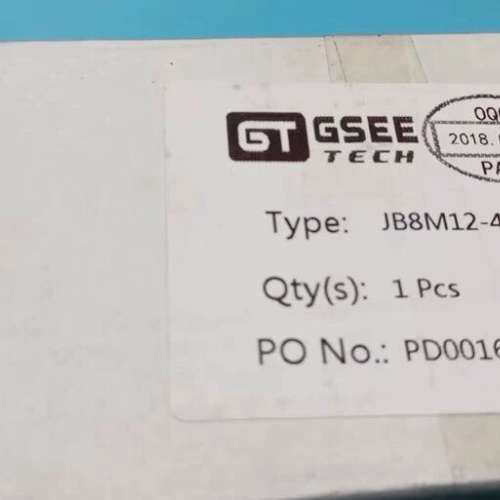 GT GSEE
TECH
2018.
Type: JB8M12-4
Qty(s): 1 Pcs
PO No.: PD0016